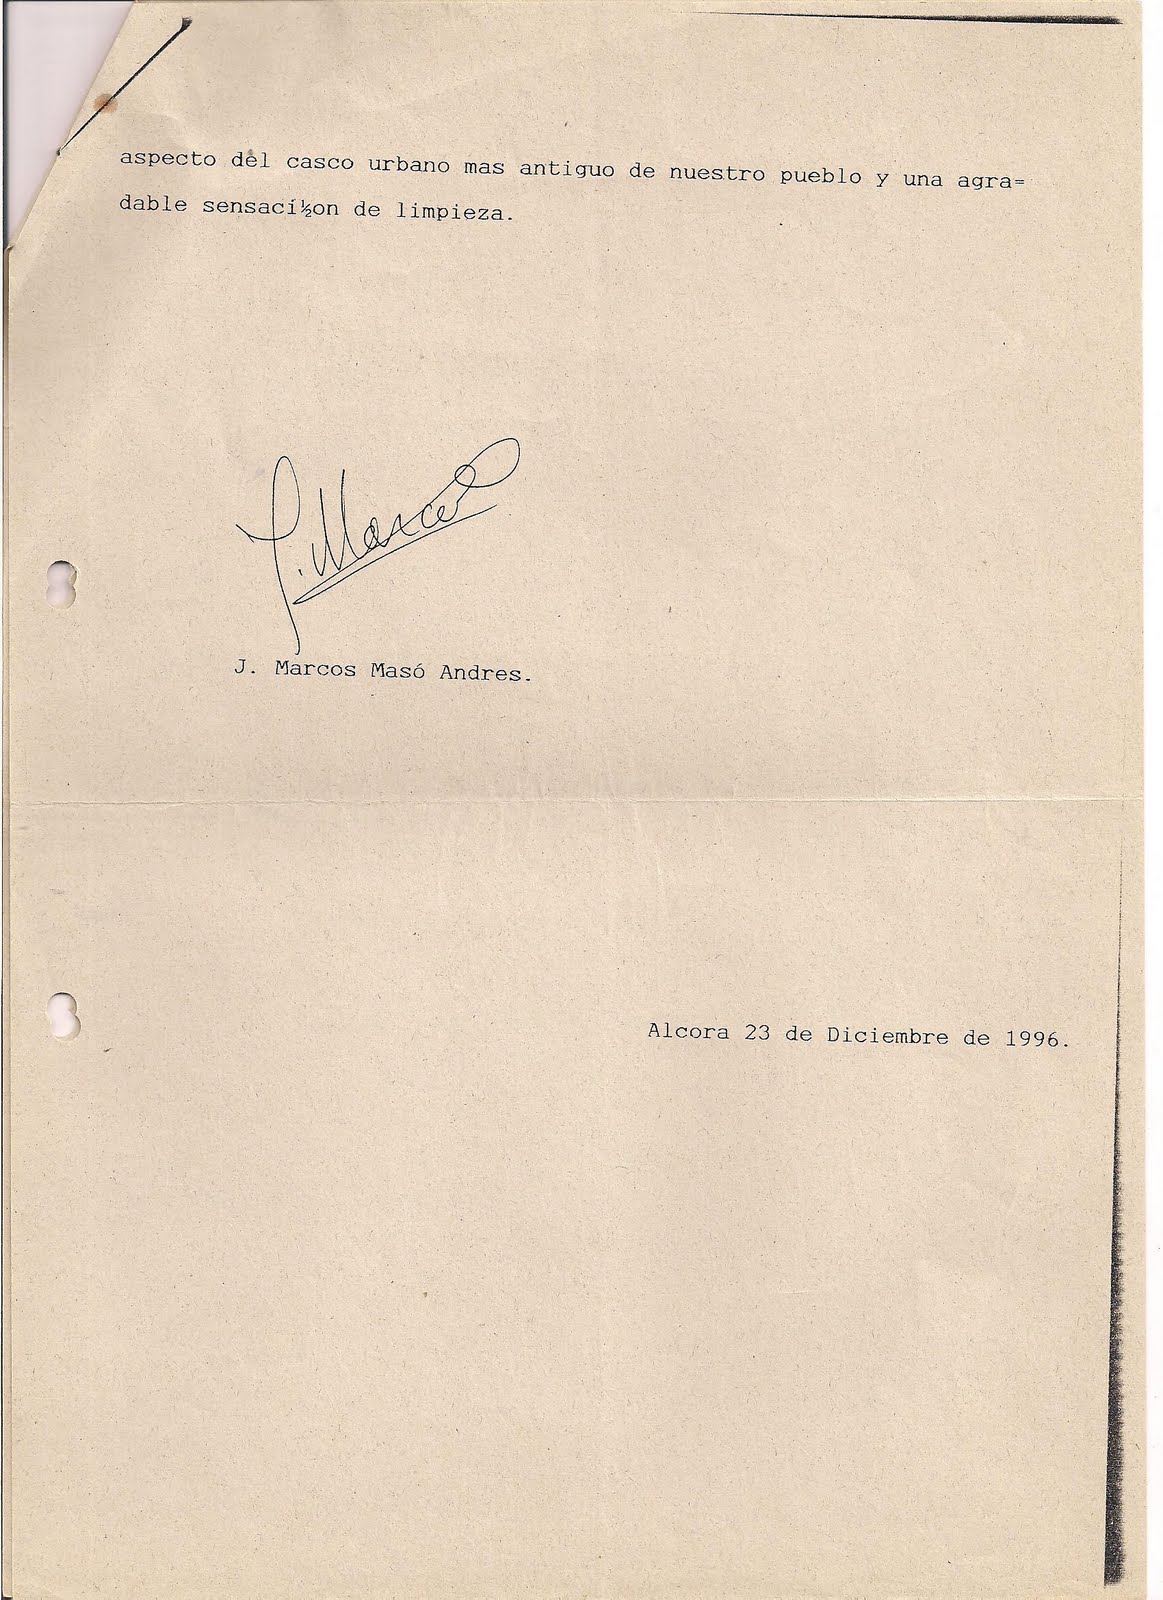 aspecto del casco urbano mas antiguo de nuestro pueblo y una agra=
dable sensaci½on de limpieza.
J. Marcos
J. Marcos Masó Andres.
Alcora 23 de Diciembre de 1996.